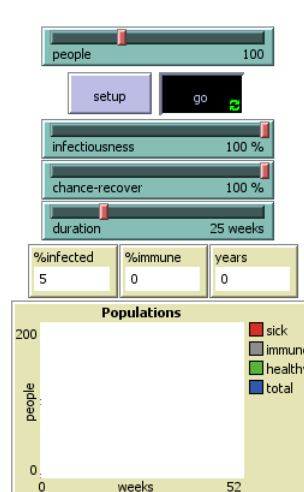 people 100
setup go
infectiousness 100 %
chance-recover 100 %
duration 25 weeks
%infected %immune years
5 0 0
Populations
200
people
0
0 weeks 52
sick
immune
healthy
total